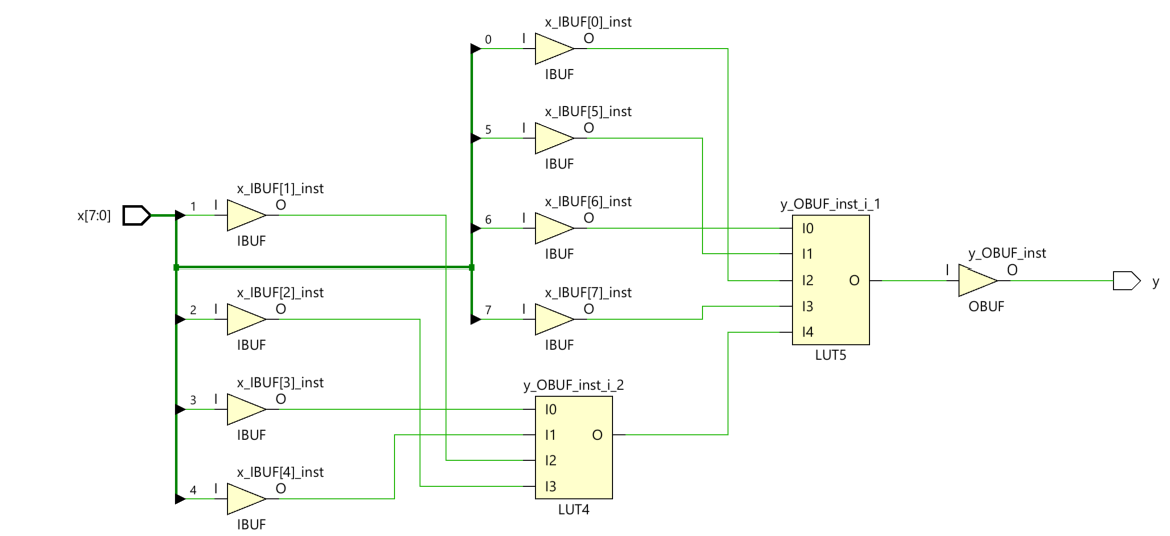 x_IBUF[0]_inst
0
I
O
IBUF
x_IBUF[5]_inst
5
I
O
IBUF
x_IBUF[1]_inst
x[7:0]
1
I
O
IBUF
x_IBUF[6]_inst
6
I
O
IBUF
x_IBUF[2]_inst
2
I
O
IBUF
x_IBUF[7]_inst
7
I
O
IBUF
y_OBUF_inst_i_1
I0
I1
I2
I3
I4
O
LUT5
y_OBUF_inst
I
O
OBUF
y
x_IBUF[3]_inst
3
I
O
IBUF
x_IBUF[4]_inst
4
I
O
IBUF
y_OBUF_inst_i_2
I0
I1
I2
I3
O
LUT4